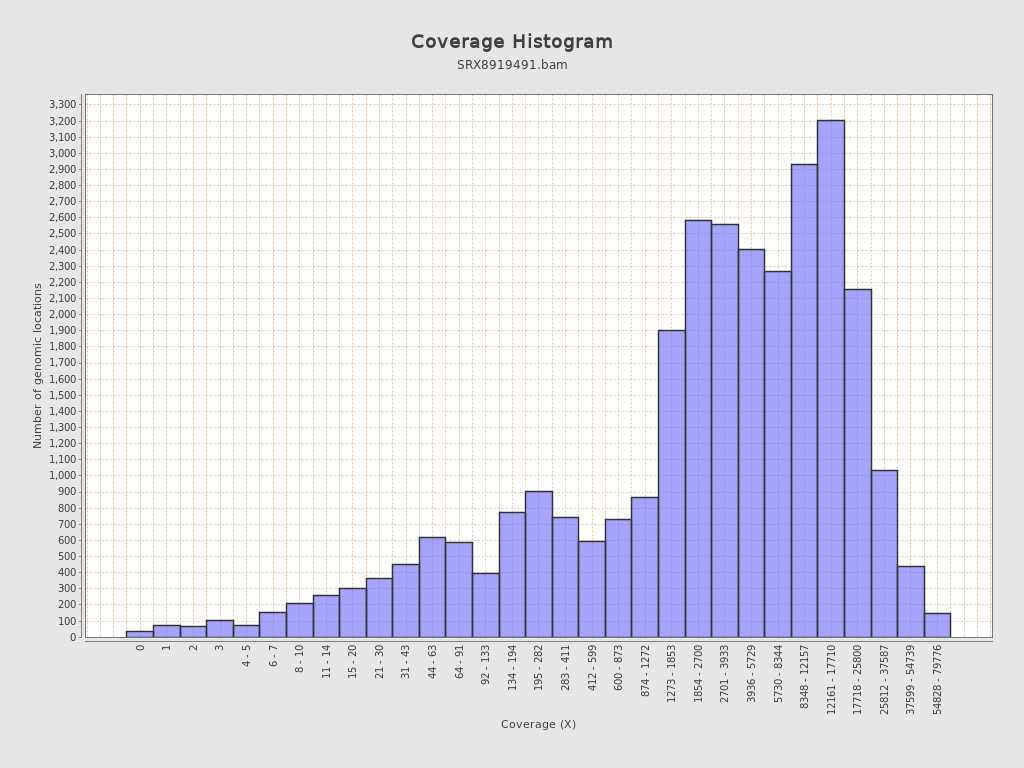 Coverage Histogram
SRX8919491.bam
Number of genomic locations
3,300
3,200
3,100
3,000
2,900
2,800
2,700
2,600
2,500
2,400
2,300
2,200
2,100
2,000
1,900
1,800
1,700
1,600
1,500
1,400
1,300
1,200
1,100
1,000
900
800
700
600
500
400
300
200
100
0
0
1
2
3
4 - 5
6 - 7
8 - 10
11 - 14
15 - 20
21 - 30
31 - 43
44 - 63
64 - 91
92 - 133
134 - 194
195 - 282
283 - 411
412 - 599
600 - 873
874 - 1272
1273 - 1853
1854 - 2700
2701 - 3933
3936 - 5729
5730 - 8344
8348 - 12157
12161 - 17710
17718 - 25800
25812 - 37587
37599 - 54739
54828 - 79776
Coverage (X)